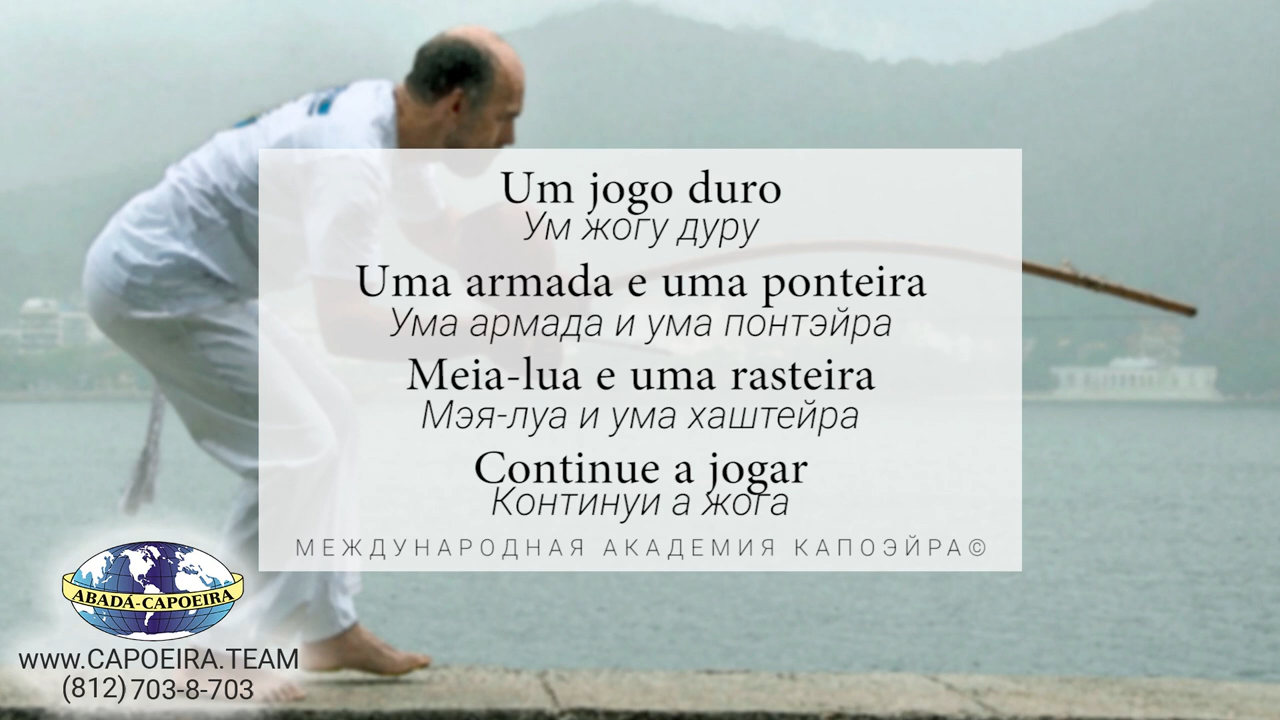 Um jogo duro
Ум жогу дуру
Uma armada e uma ponteira
Ума армада и ума понтэйра
Meia-lua e uma rasteira
Мэя-луа и ума хаштейра
Continue a jogar
Континуи а жога
МЕЖДУНАРОДНАЯ АКАДЕМИЯ КАПОЭЙРА©
ABADÁ-CAPOEIRA
www.CAPOEIRA.TEAM
(812) 703-8-703